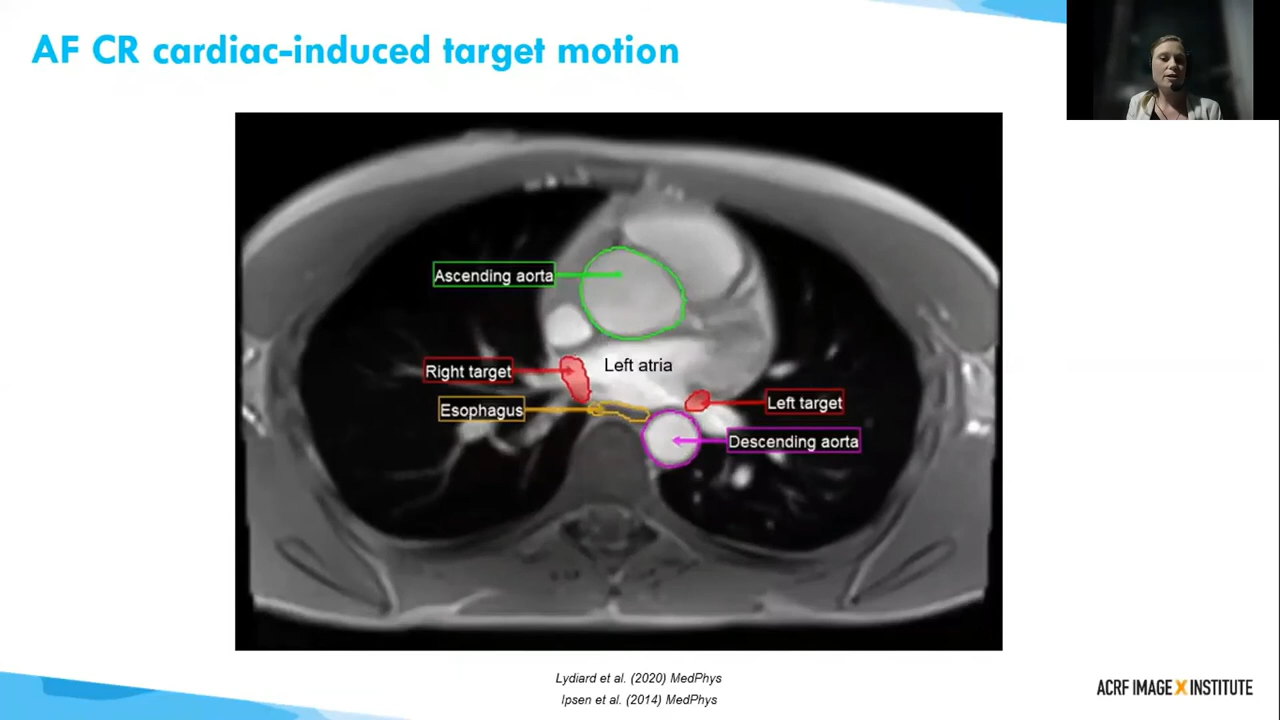 AF CR cardiac-induced target motion
Ascending aorta
Left atria
Right target
Left target
Esophagus
Descending aorta
Lydiard et al. (2020) MedPhys
Ipsen et al. (2014) MedPhys
ACRF IMAGE X INSTITUTE